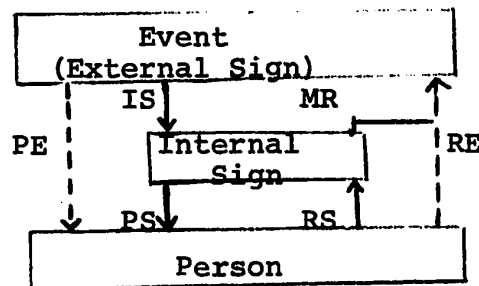 Event
(External Sign)
IS MR
PE Internal RE
Sign
PS RS
Person